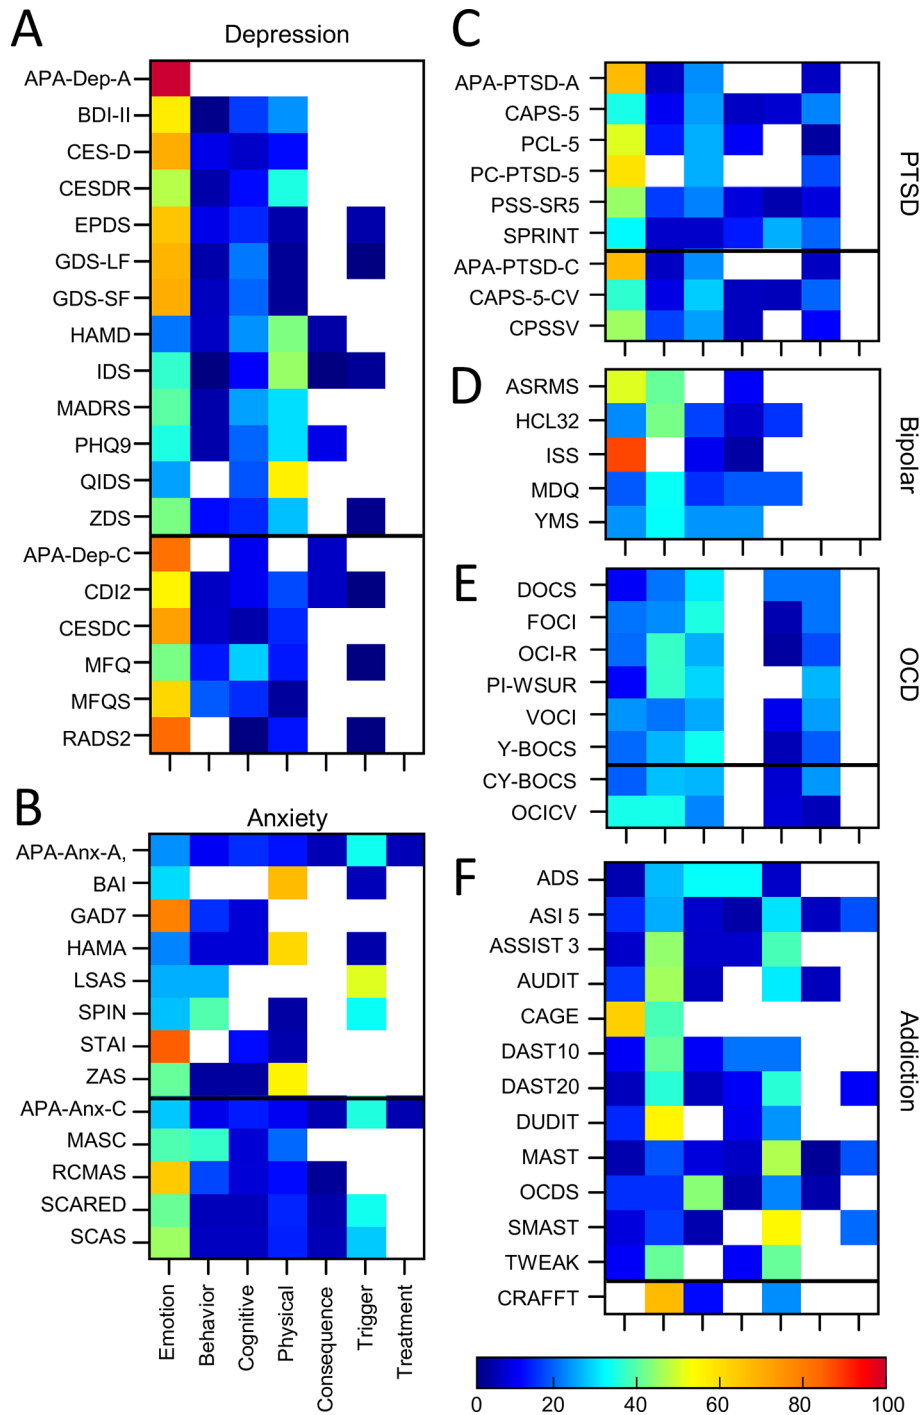 A
Depression
APA-Dep-A
BDI-II
CES-D
CESDR
EPDS
GDS-LF
GDS-SF
HAMD
IDS
MADRS
PHQ9
QIDS
ZDS
APA-Dep-C
CDI2
CESDC
MFQ
MFQS
RADS2
B
Anxiety
APA-Anx-A,
BAI
GAD7
HAMA
LSAS
SPIN
STAI
ZAS
APA-Anx-C
MASC
RCMAS
SCARED
SCAS
Emotion
Behavior
Cognitive
Physical
Consequence
Trigger
Treatment
C
APA-PTSD-A
CAPS-5
PCL-5
PC-PTSD-5
PSS-SR5
SPRINT
APA-PTSD-C
CAPS-5-CV
CPSSV
PTSD
D
ASRMS
HCL32
ISS
MDQ
YMS
Bipolar
E
DOCS
FOCI
OCI-R
PI-WSUR
VOCI
Y-BOCS
CY-BOCS
OCICV
OCD
F
ADS
ASI 5
ASSIST 3
AUDIT
CAGE
DAST10
DAST20
DUDIT
MAST
OCDS
SMAST
TWEAK
CRAFFT
Addiction
0 20 40 60 80 100